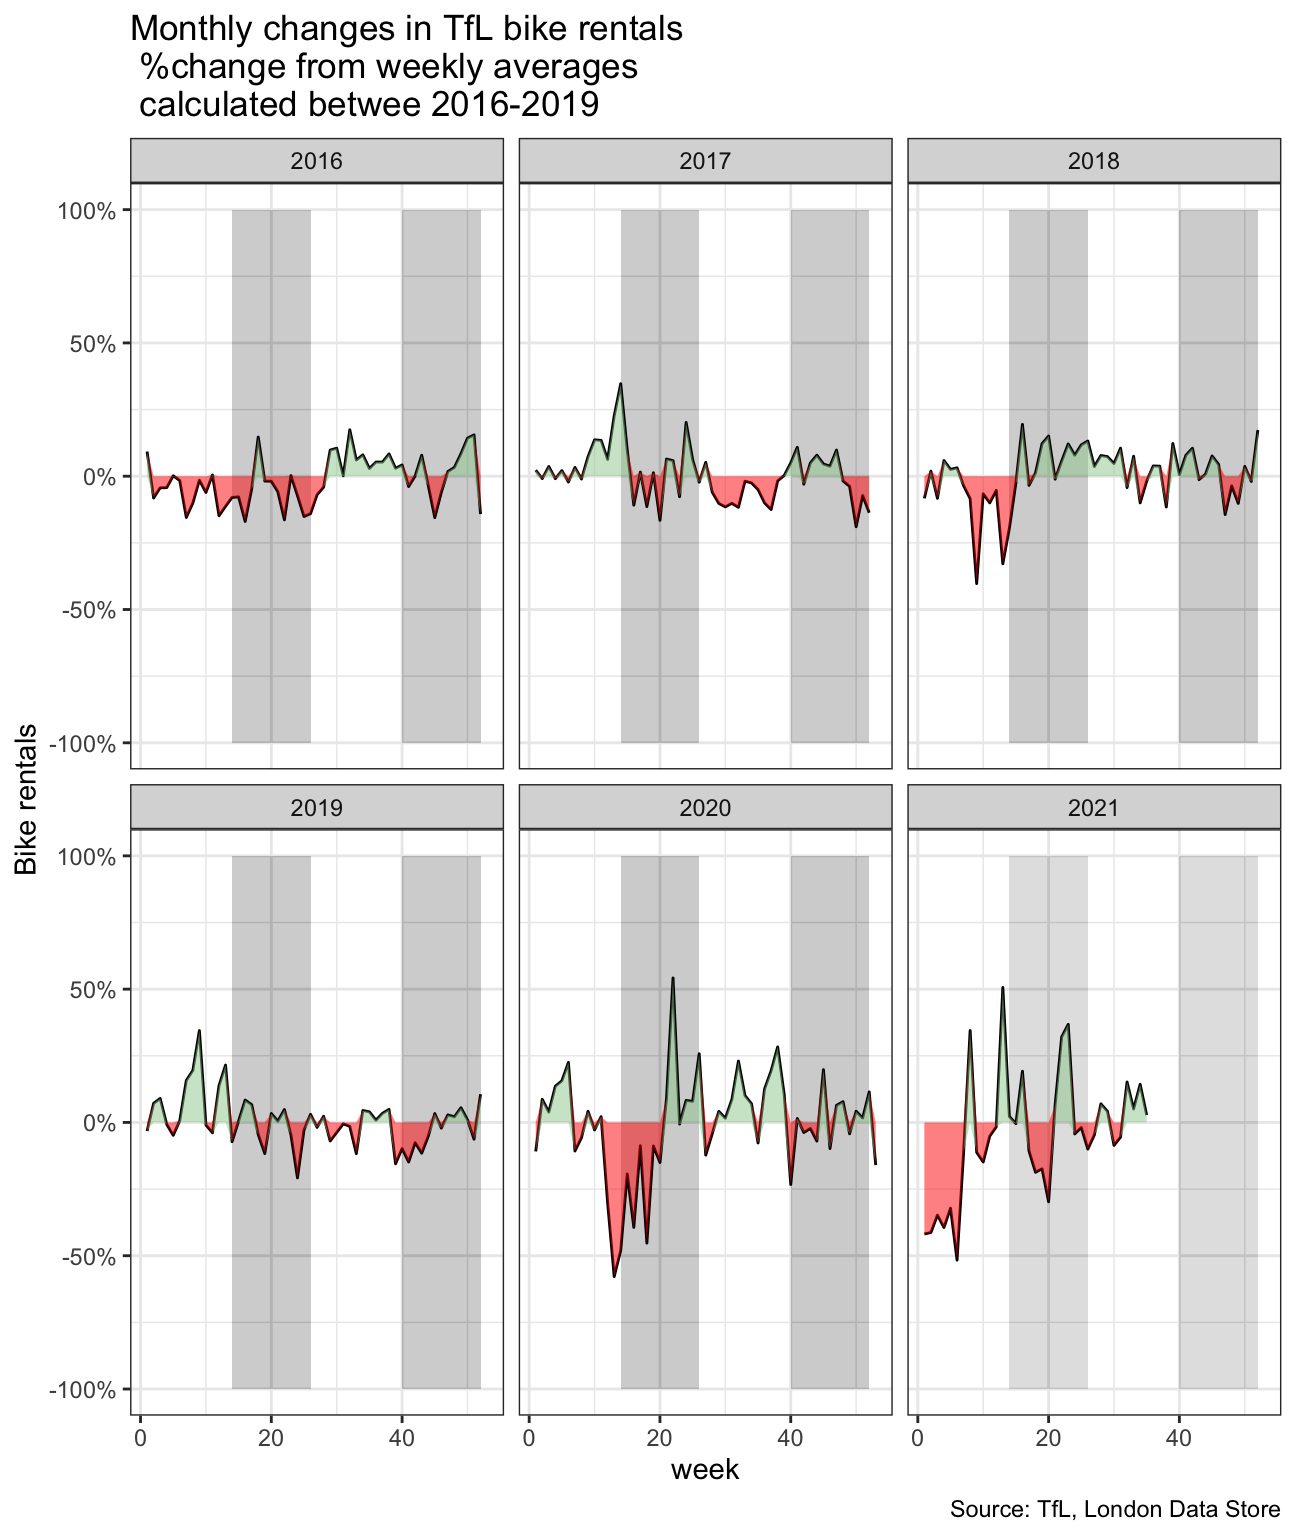 Monthly changes in TfL bike rentals
%change from weekly averages
calculated betwee 2016-2019
2016 2017 2018
100%
50%
0%
-50%
-100%
Bike rentals
2019 2020 2021
100%
50%
0%
-50%
-100%
0 20 40 0 20 40 0 20 40
week
Source: TfL, London Data Store